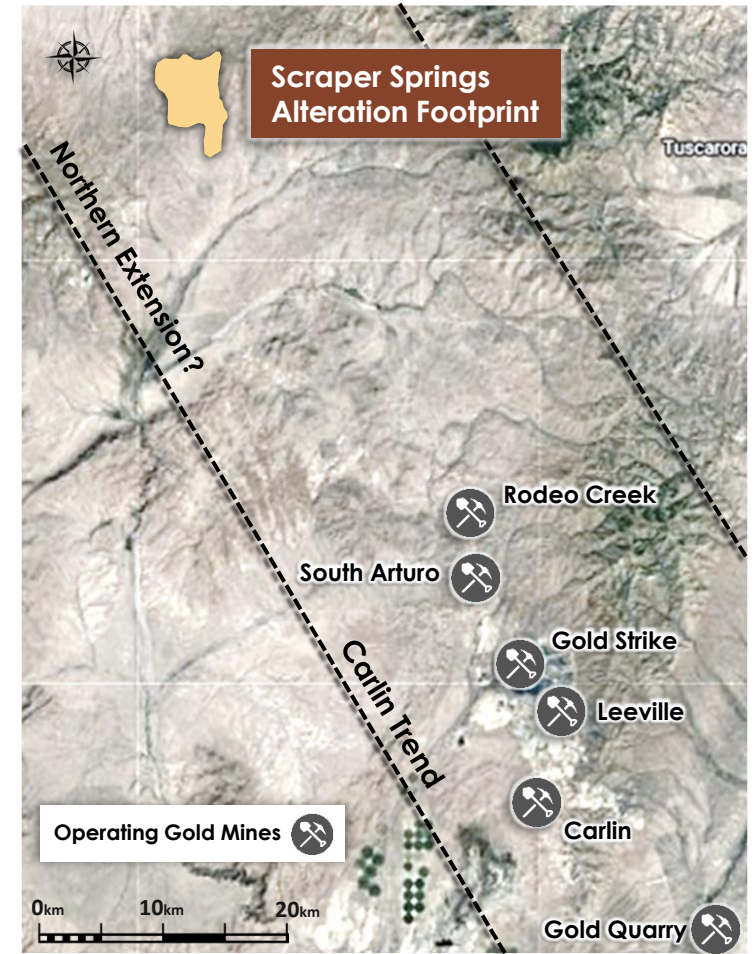 Scraper Springs
Alteration Footprint
Tuscarora
Northern Extension?
Rodeo Creek
South Arturo
Gold Strike
Carlin Trend
Leeville
Operating Gold Mines
Carlin
0km 10km 20km
Gold Quarry